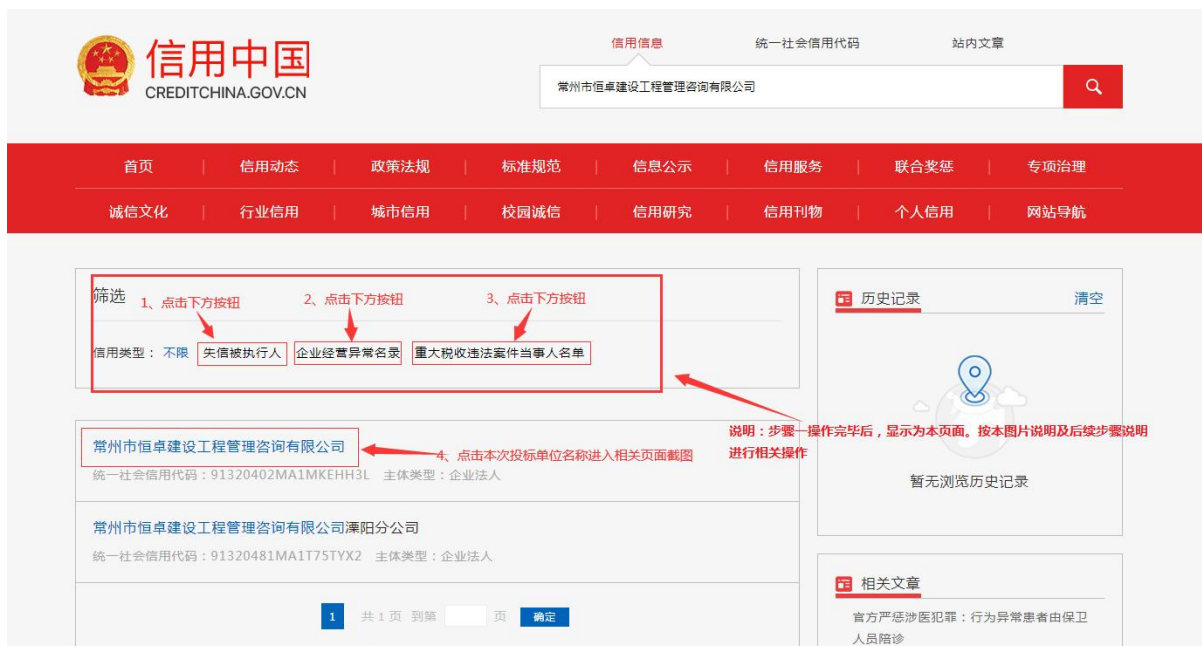 信用中国
CREDITCHINA.GOV.CN
信用信息
统一社会信用代码
站内文章
常州市恒卓建设工程管理咨询有限公司
首页 | 信用动态 | 政策法规 | 标准规范 | 信息公示 | 信用服务 | 联合奖惩 | 专项治理
诚信文化 | 行业信用 | 城市信用 | 校园诚信 | 信用研究 | 信用刊物 | 个人信用 | 网站导航
筛选
1、点击下方按钮
2、点击下方按钮
3、点击下方按钮
信用类型： 不限 失信被执行人 企业经营异常名录 重大税收违法案件当事人名单
常州市恒卓建设工程管理咨询有限公司
4、点击本次投标单位名称进入相关页面截图
统一社会信用代码：91320402MA1MKEHH3L 主体类型：企业法人
常州市恒卓建设工程管理咨询有限公司溧阳分公司
统一社会信用代码：91320481MA1T75TYX2 主体类型：企业法人
1 共 1 页 到第 页 确定
历史记录 清空
说明：步骤一操作完毕后，显示为本页面。按本图片说明及后续步骤说明
进行相关操作
暂无浏览历史记录
相关文章
官方严惩涉医犯罪：行为异常患者由保卫
人员陪诊